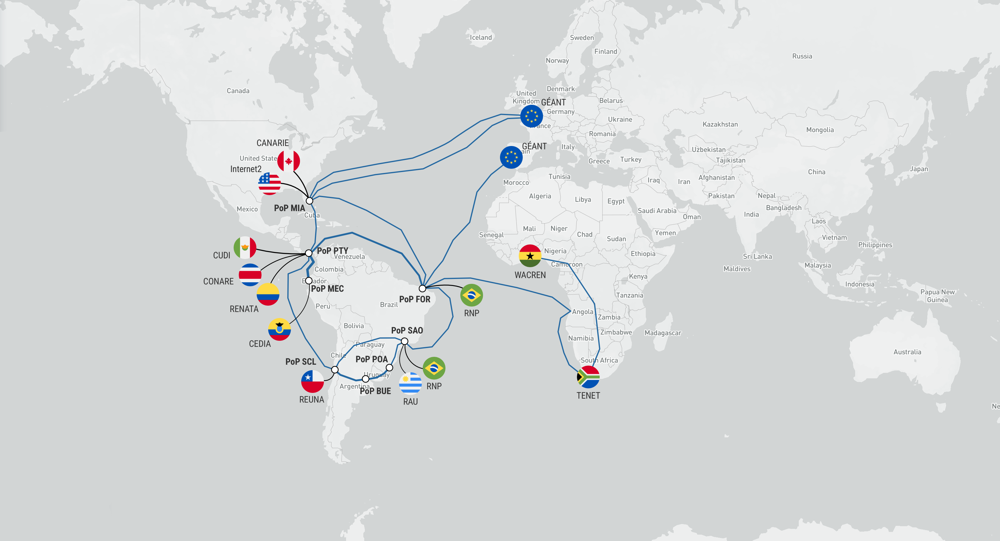 Iceland
Sweden
Finland
Norway
Russia
Canada
Denmark
United
Kingdom
GÉANT
Belarus
Germany
Ukraine
Kazakhstan
Mongolia
Romania
CANARIE
GÉANT
Italy
Uzbekistan
Tajikistan
United State
Greece
Turkey
Internet2
China
Japan
Tunisia
Morocco
Iraq
Iran
Afghanistan
Algeria
Libya
Egypt
Pakistan
Nepal
PoP MIA
Mexico
Cuba
Saudi Arabia
Oman
India
Bangladesh
Laos
Mali
Niger
Chad
Senegal
Sudan
Yemen
Vietnam
Philippines
CUDI
PoP PTY
Venezuela
Nigeria
Ethiopia
Sri Lanka
Colombia
Cameroon
Maldives
Malaysia
WACREN
Kenya
CONARE
PoP MEC
Indonesia
Papua New
Guinea
PoP FOR
Tanzania
RENATA
Peru
Brazil
RNP
Angola
Zambia
Bolivia
PoP SAO
Zimbabwe
Madagascar
Namibia
CEDIA
Paraguay
Chile
Australia
PoP SCL
PoP POA
South Africa
Uruguay
Argentina
PoP BUE
RNP
REUNA
RAU
TENET
Ne